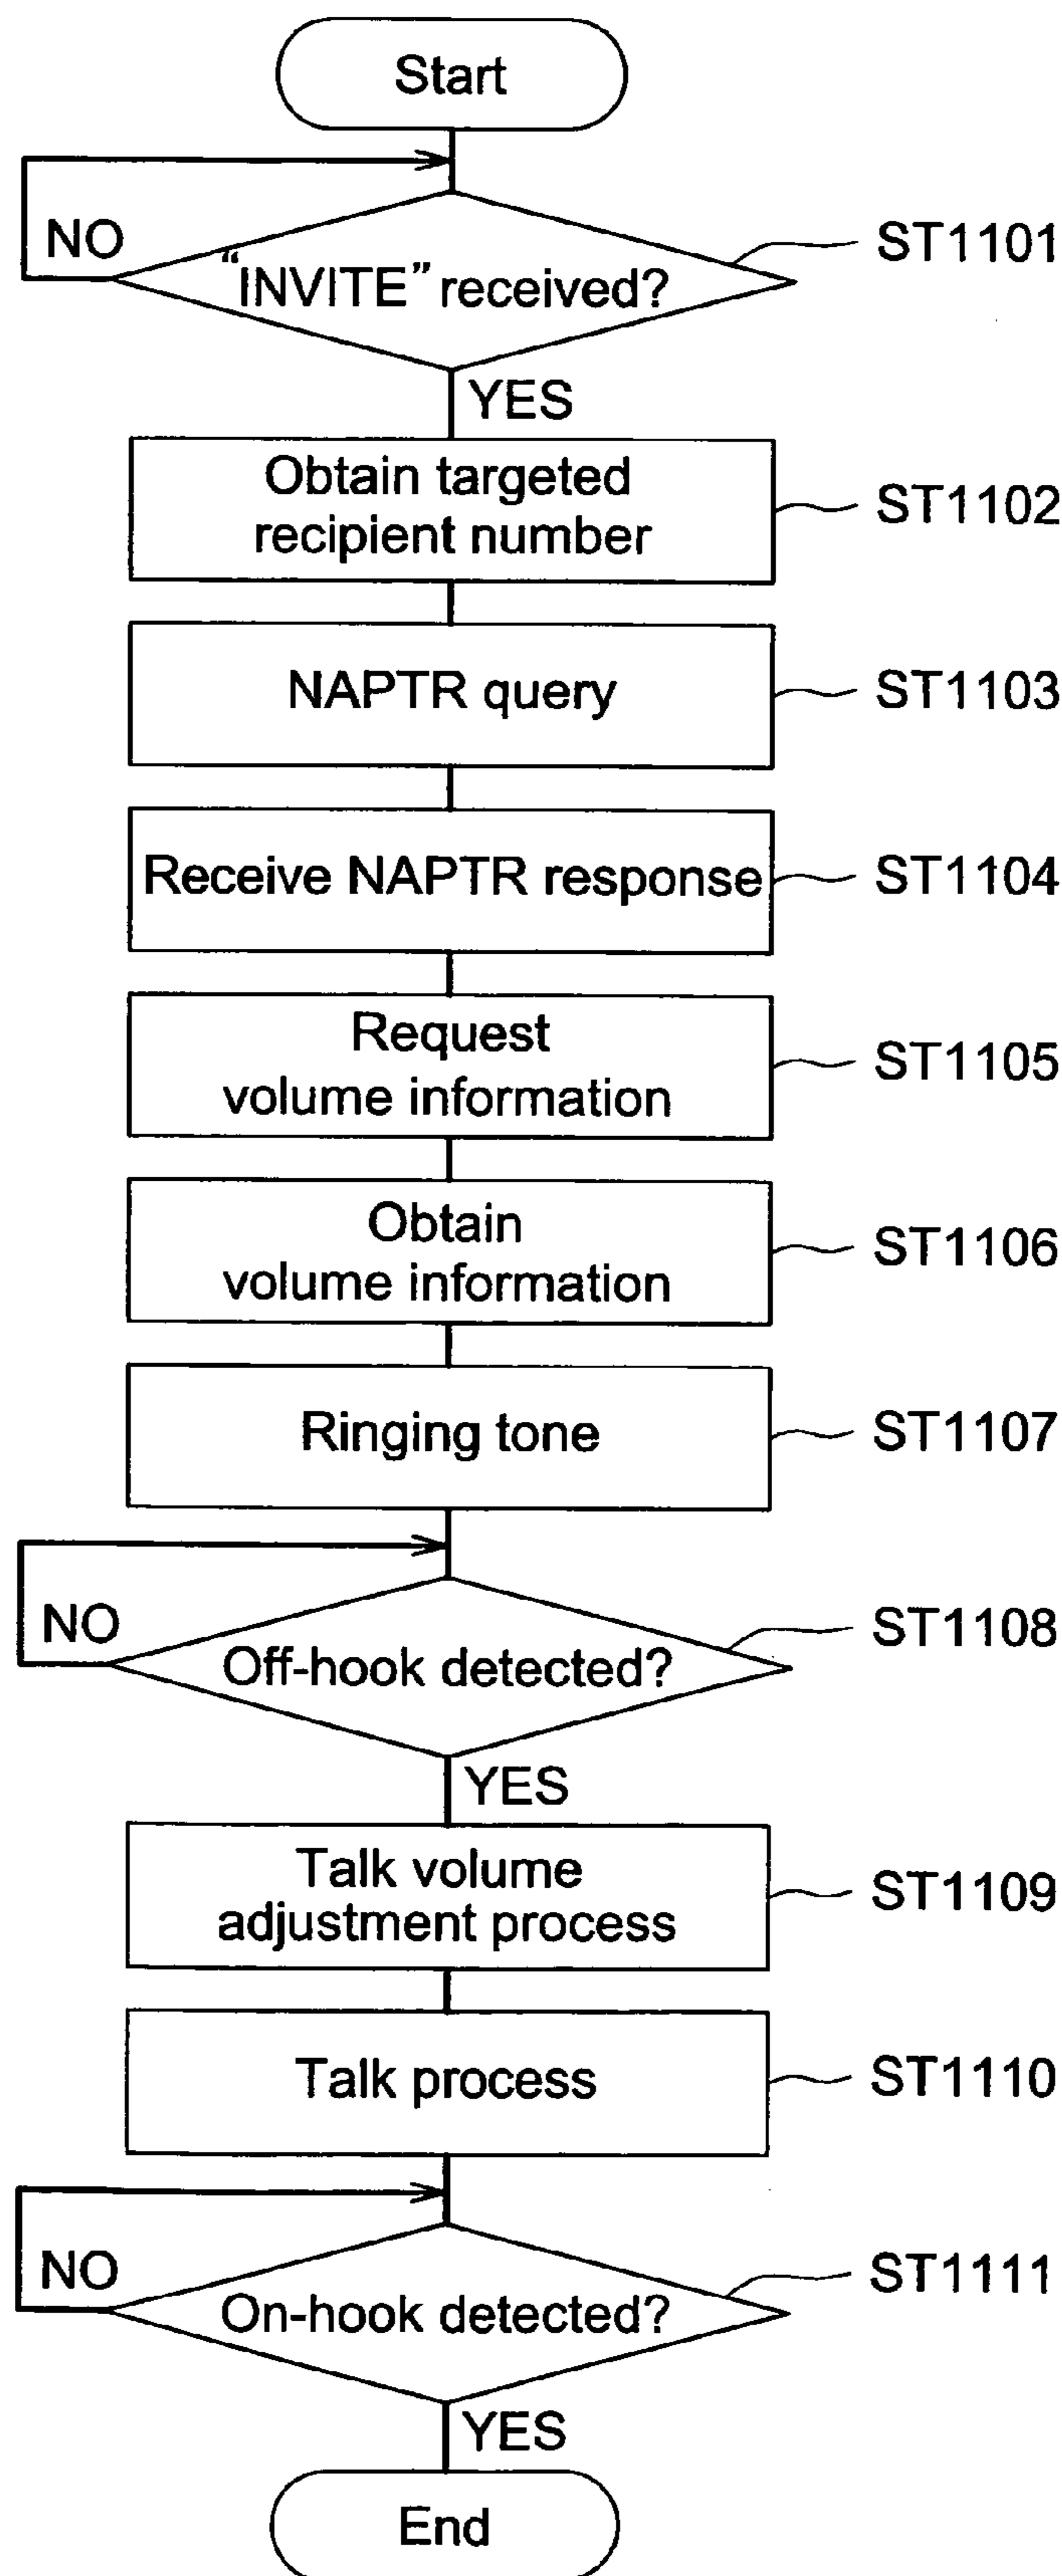 Start
NO
"INVITE" received?
ST1101
YES
Obtain targeted
recipient number
ST1102
NAPTR query
ST1103
Receive NAPTR response
ST1104
Request
volume information
ST1105
Obtain
volume information
ST1106
Ringing tone
ST1107
NO
Off-hook detected?
ST1108
YES
Talk volume
adjustment process
ST1109
Talk process
ST1110
NO
On-hook detected?
ST1111
YES
End